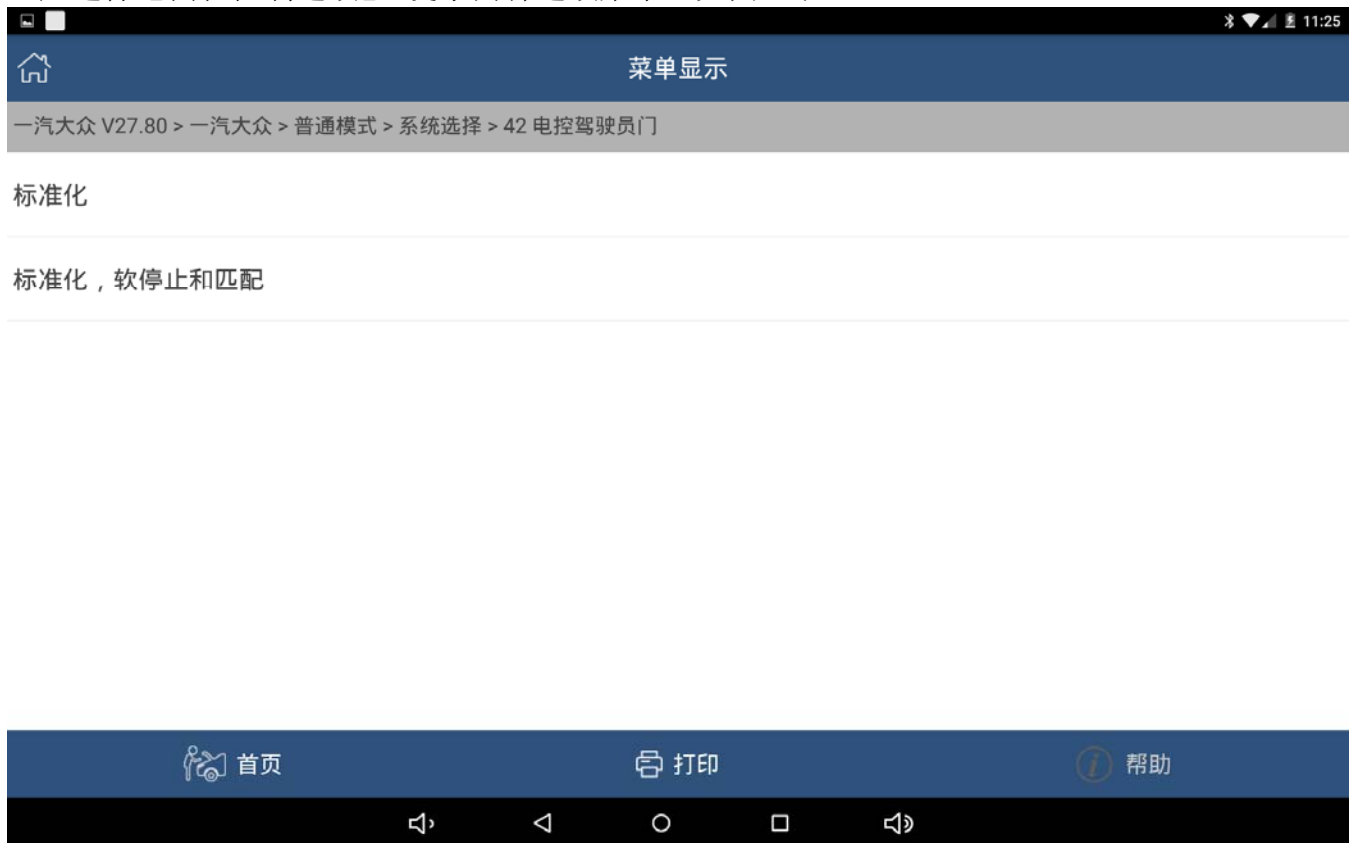 11:25
菜单显示
一汽大众 V27.80 > 一汽大众 > 普通模式 > 系统选择 > 42 电控驾驶员门
标准化
标准化，软停止和匹配
首页 打印 帮助